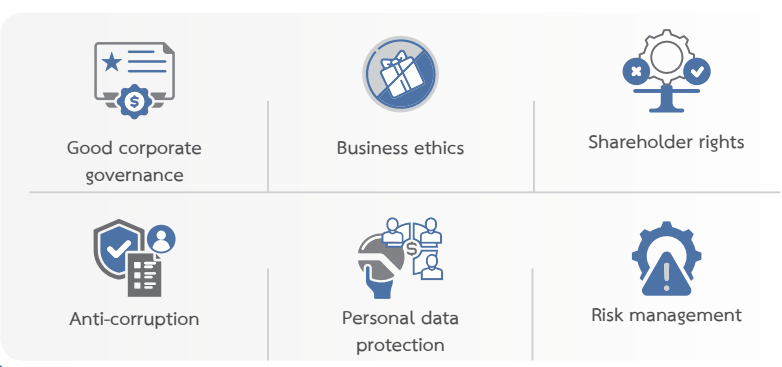 Good corporate
governance
Business ethics
Shareholder rights
Anti-corruption
Personal data
protection
Risk management